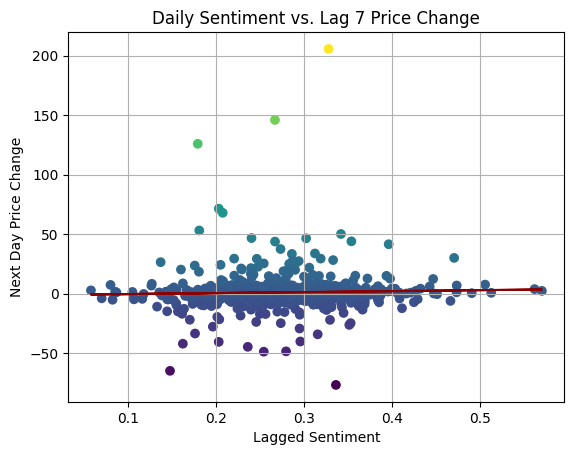 Daily Sentiment vs. Lag 7 Price Change
200
150
100
50
0
−50
Next Day Price Change
0.1 0.2 0.3 0.4 0.5
Lagged Sentiment